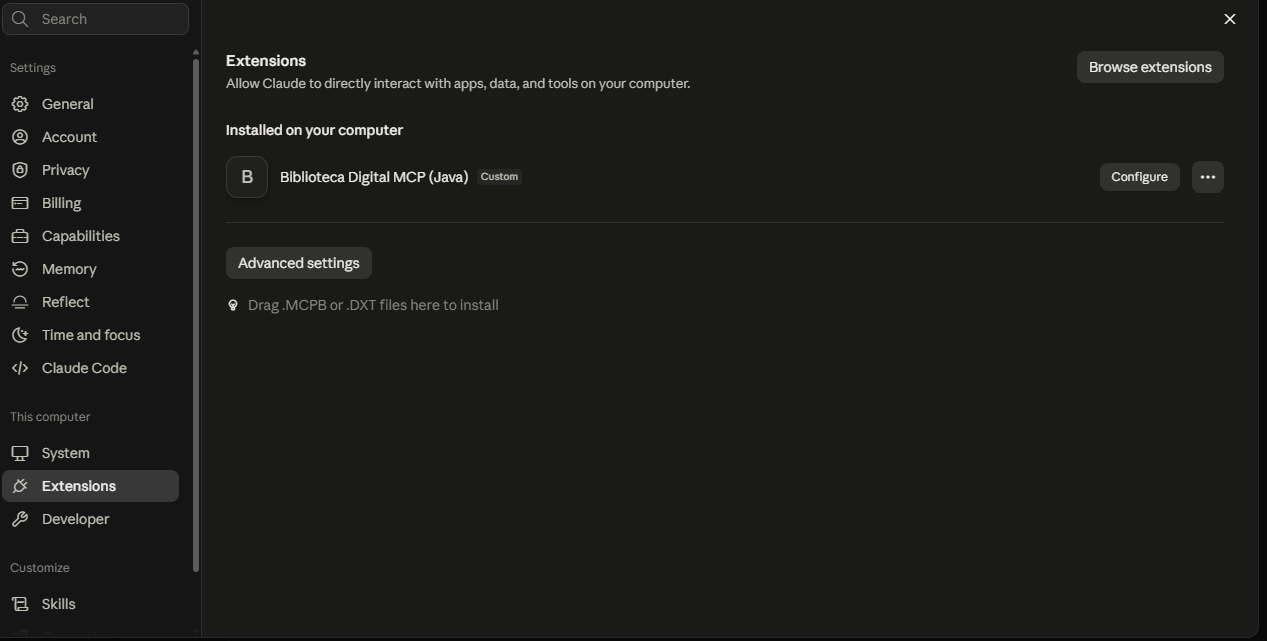 Search
Settings
General
Account
Privacy
Billing
Capabilities
Memory
Reflect
Time and focus
Claude Code
This computer
System
Extensions
Developer
Customize
Skills
Extensions
Browse extensions
Allow Claude to directly interact with apps, data, and tools on your computer.
Installed on your computer
B
Biblioteca Digital MCP (Java) Custom
Configure
Advanced settings
Drag .MCPB or .DXT files here to install